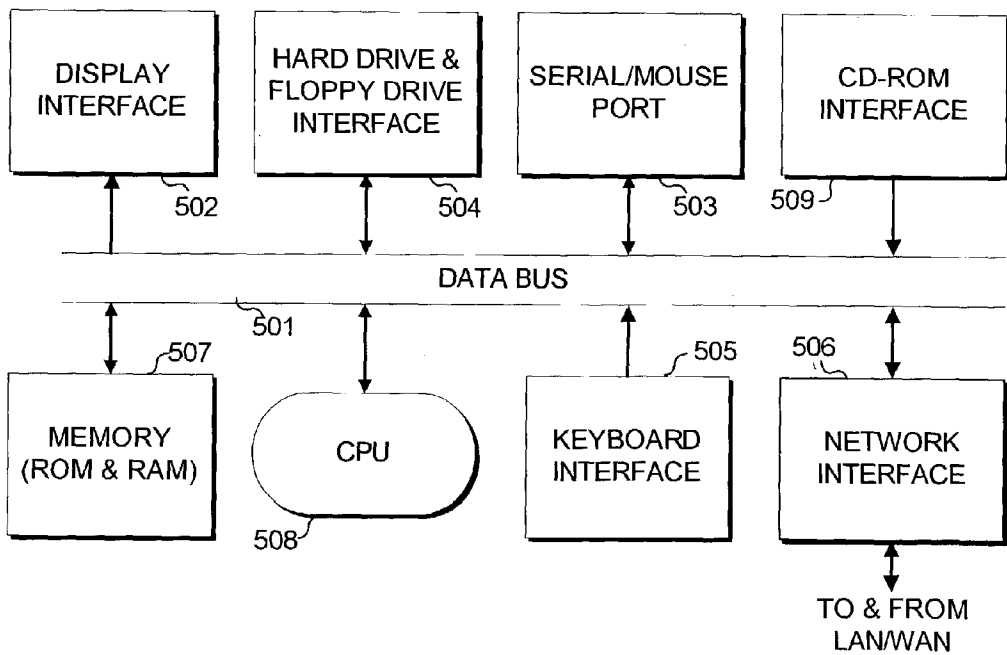 DISPLAY
INTERFACE
502
HARD DRIVE &
FLOPPY DRIVE
INTERFACE
504
SERIAL/MOUSE
PORT
503
CD-ROM
INTERFACE
509
DATA BUS
501
507
MEMORY
(ROM & RAM)
CPU
508
505
KEYBOARD
INTERFACE
506
NETWORK
INTERFACE
TO & FROM
LAN/WAN